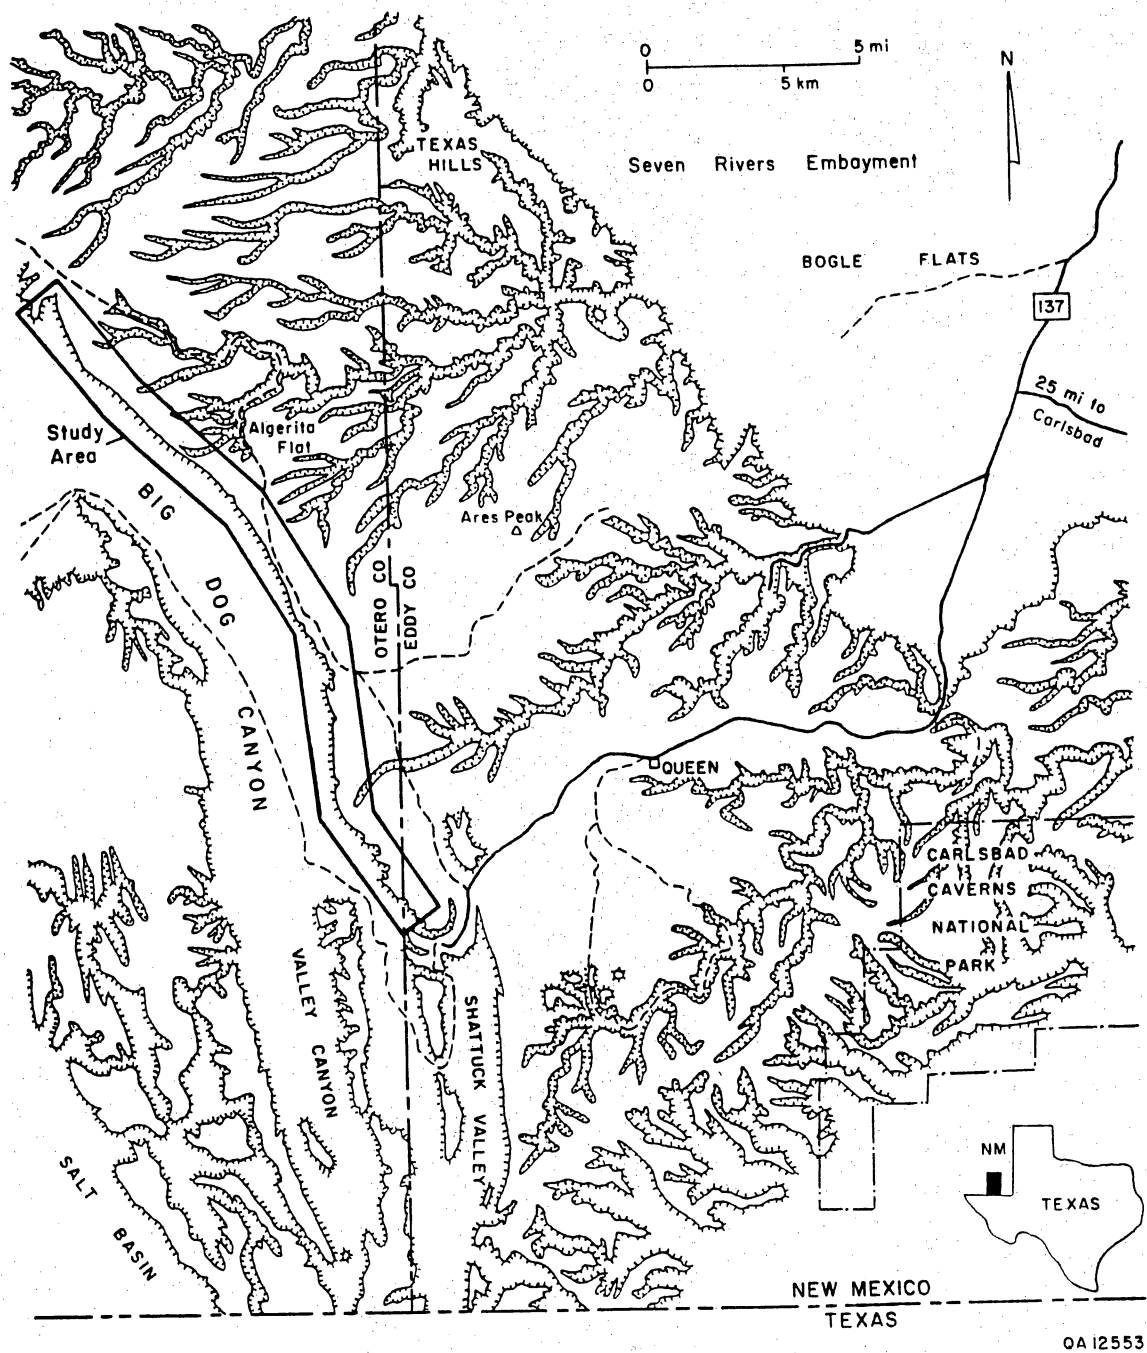 0 5 mi
0 5 km
N
TEXAS
HILLS
Seven Rivers Embayment
BOGLE FLATS
137
25 mi to
Carlsbad
Study
Area
Algerita
Flat
BIG
DOG
CANYON
Ares Peak
OTERO CO
EDDY CO
QUEEN
CARLSBAD
CAVERNS
NATIONAL
PARK
VALLEY
CANYON
SHATTUCK VALLEY
SALT
BASIN
NM
TEXAS
NEW MEXICO
TEXAS
QA12553